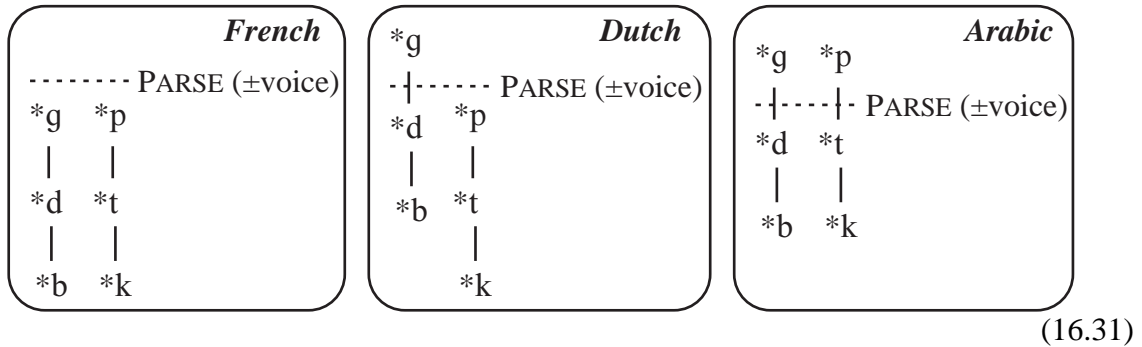 French
PARSE (±voice)
*g *p
*d *t
*b *k
Dutch
*g
PARSE (±voice)
*d *p
*b *t
*k
Arabic
*g *p
PARSE (±voice)
*d *t
*b *k
(16.31)